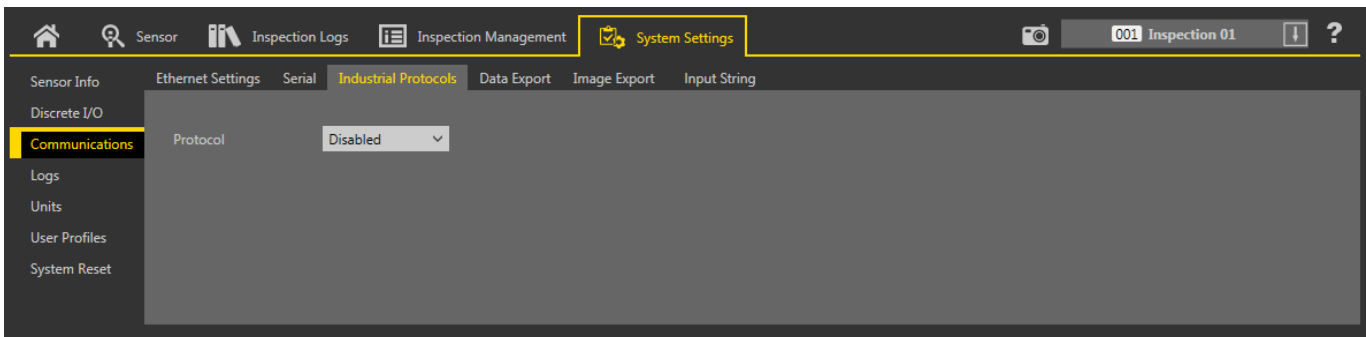 Sensor Inspection Logs Inspection Management System Settings 001 Inspection 01 ?
Sensor Info Ethernet Settings Serial Industrial Protocols Data Export Image Export Input String
Discrete I/O
Communications Protocol Disabled
Logs
Units
User Profiles
System Reset